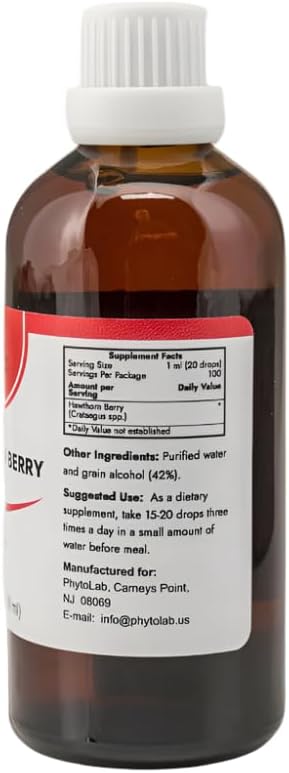 Supplement Facts
Serving Size 1 ml (20 drops)
Servings Per Package 100
Amount per Serving Daily Value
Hawthorn Berry *
(Crataegus spp.)
*Daily Value not established
Other Ingredients: Purified water
and grain alcohol (42%).
BERRY
Suggested Use: As a dietary
supplement, take 15-20 drops three
times a day in a small amount of
water before meal.
Manufactured for:
PhytoLab, Carneys Point,
NJ 08069
E-mail: info@phytolab.us
ml)